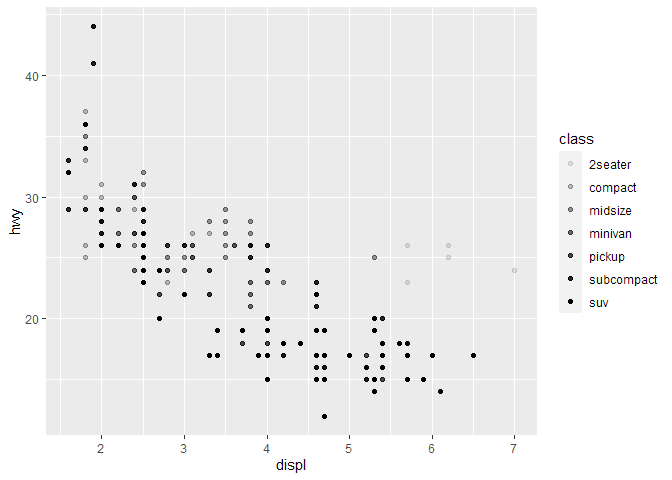 40
30
20
hwy
2 3 4 5 6 7
displ
class
2seater
compact
midsize
minivan
pickup
subcompact
suv